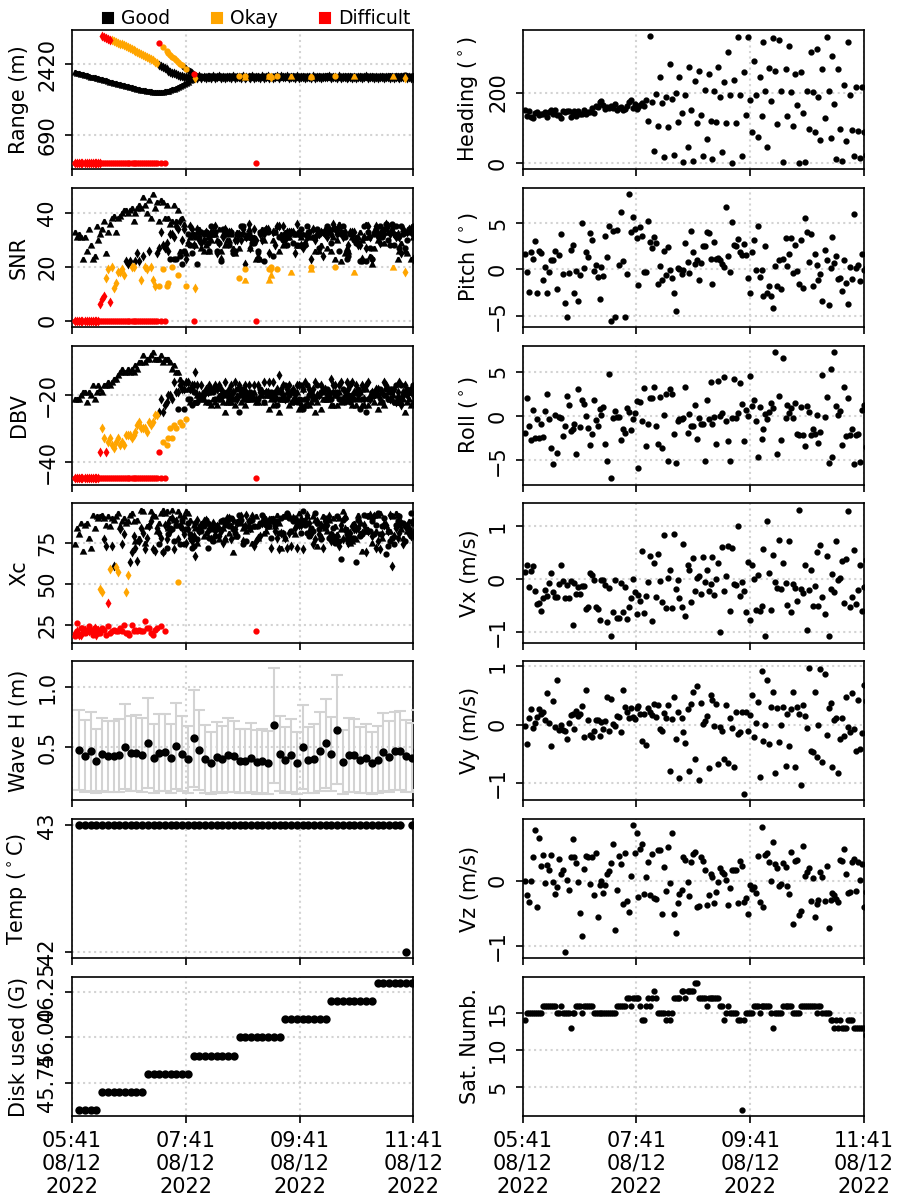 Good Okay Difficult
Range (m)
2420
690
Heading (°)
200
0
SNR
40
20
0
Pitch (°)
5
0
−5
DBV
−20
−40
Roll (°)
5
0
−5
Xc
75
50
25
Vx (m/s)
1
0
−1
Wave H (m)
1.0
0.5
Vy (m/s)
1
0
−1
Temp (°C)
43
42
Vz (m/s)
0
−1
Disk used (G)
Sat. Numb.
15
10
5
05:41 07:41 09:41 11:41
08/12 08/12 08/12 08/12
2022 2022 2022 2022
05:41 07:41 09:41 11:41
08/12 08/12 08/12 08/12
2022 2022 2022 2022